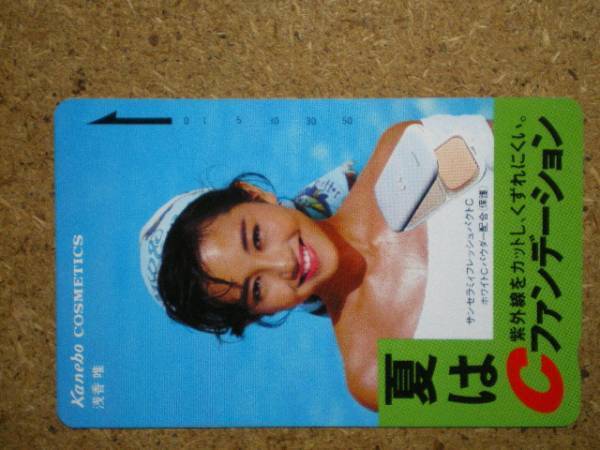 Kanebo COSMETICS
浅香 唯
0 1 5 10 30 50
サンセラミィフレッシュパクトC
ホワイトC・パウダー配合・保護
夏は
紫外線をカットし、くずれにくい。
Cファンデーション